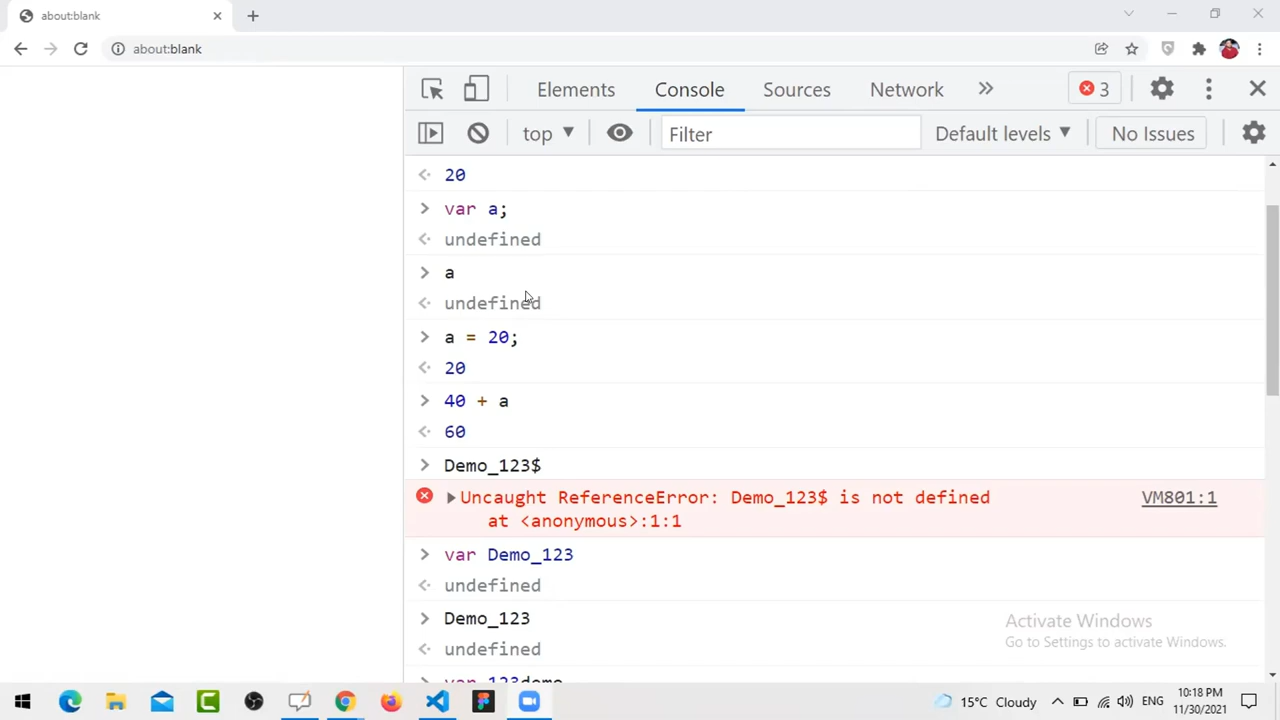 about:blank
about:blank
Elements Console Sources Network 3
top Filter Default levels No Issues
20
var a;
undefined
a
undefined
a = 20;
20
40 + a
60
Demo_123$
Uncaught ReferenceError: Demo_123$ is not defined VM801:1
at <anonymous>:1:1
var Demo_123
undefined
Demo_123
undefined
var 123demo
Activate Windows
Go to Settings to activate Windows.
15°C Cloudy ENG 10:18 PM
11/30/2021